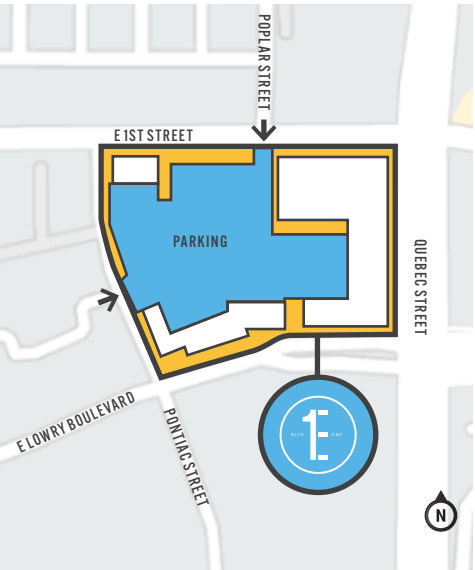 POPLAR STREET
E 1ST STREET
PARKING
QUEBEC STREET
E LOWRY BOULEVARD
PONTIAC STREET
BLVD 1E ONE
N